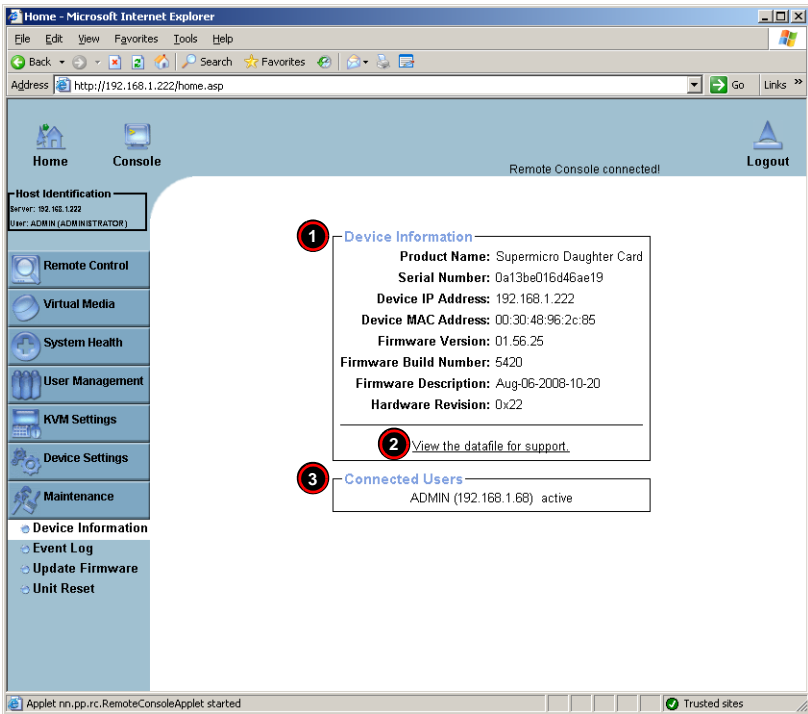 Home - Microsoft Internet Explorer
File Edit View Favorites Tools Help
Back Search Favorites
Address http://192.168.1.222/home.asp Go Links »
Home Console Logout
Remote Console connected!
Host Identification
Server: 192.168.1.222
User: ADMIN (ADMINISTRATOR)
Remote Control
Virtual Media
System Health
User Management
KVM Settings
Device Settings
Maintenance
Device Information
Event Log
Update Firmware
Unit Reset
1 Device Information
Product Name: Supermicro Daughter Card
Serial Number: 0a13be016d46ae19
Device IP Address: 192.168.1.222
Device MAC Address: 00:30:48:96:2c:85
Firmware Version: 01.56.25
Firmware Build Number: 5420
Firmware Description: Aug-06-2008-10-20
Hardware Revision: 0x22
2 View the datafile for support.
3 Connected Users
ADMIN (192.168.1.68) active
Applet nn.pp.rc.RemoteConsoleApplet started Trusted sites